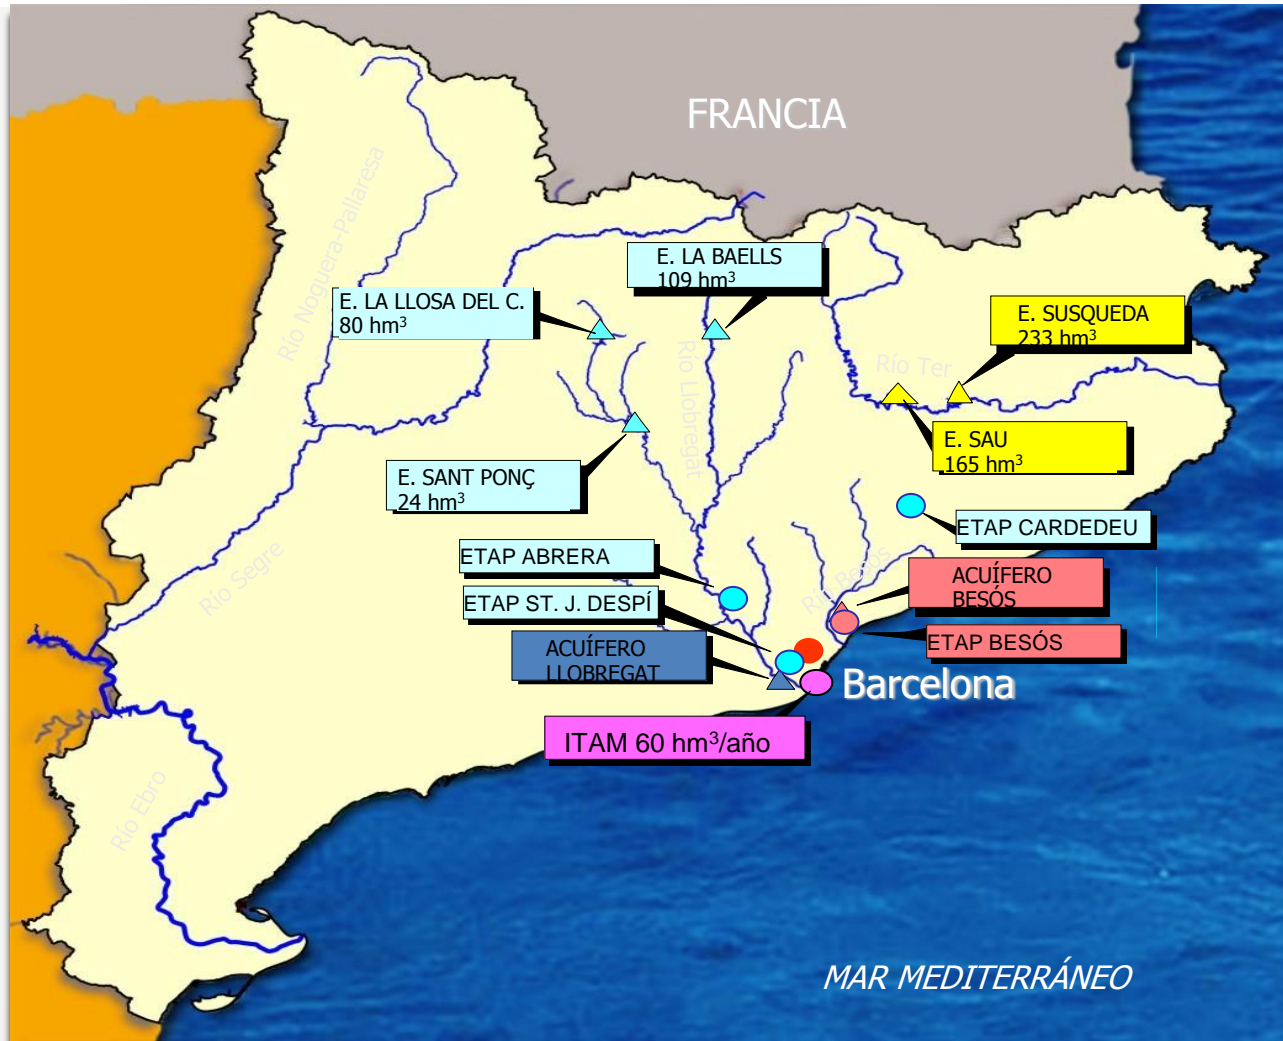 FRANCIA
Río Noguera-Pallaresa
E. LA BAELLS
109 hm³
E. LA LLOSA DEL C.
80 hm³
E. SUSQUEDA
233 hm³
Río Ter
Río Llobregat
E. SAU
165 hm³
E. SANT PONÇ
24 hm³
ETAP CARDEDEU
ETAP ABRERA
Río Segre
Río Besós
ACUÍFERO
BESÓS
ETAP ST. J. DESPÍ
ETAP BESÓS
ACUÍFERO
LLOBREGAT
Barcelona
ITAM 60 hm³/año
Río Ebro
MAR MEDITERRÁNEO